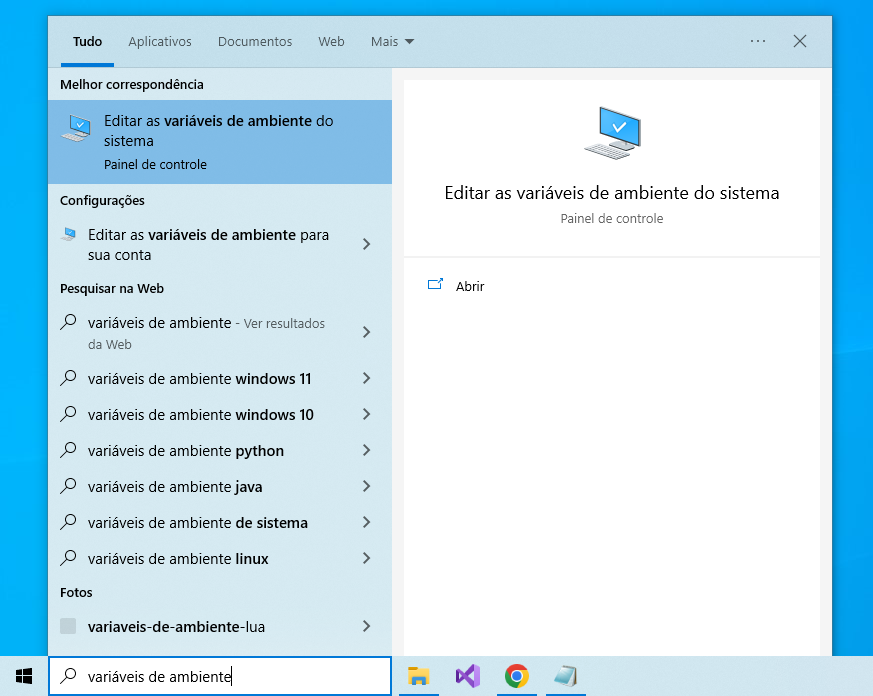 Tudo Aplicativos Documentos Web Mais
Melhor correspondência
Editar as variáveis de ambiente do
sistema
Painel de controle
Configurações
Editar as variáveis de ambiente para
sua conta
Pesquisar na Web
variáveis de ambiente - Ver resultados
da Web
variáveis de ambiente windows 11
variáveis de ambiente windows 10
variáveis de ambiente python
variáveis de ambiente java
variáveis de ambiente de sistema
variáveis de ambiente linux
Fotos
variaveis-de-ambiente-lua
Editar as variáveis de ambiente do sistema
Painel de controle
Abrir
variáveis de ambiente